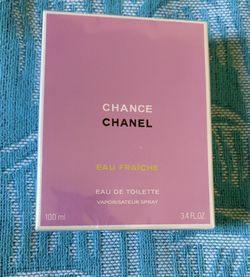 CHANCE
CHANEL
EAU FRAÎCHE
EAU DE TOILETTE
VAPORISATEUR SPRAY
100 ml 3.4 FL. OZ.